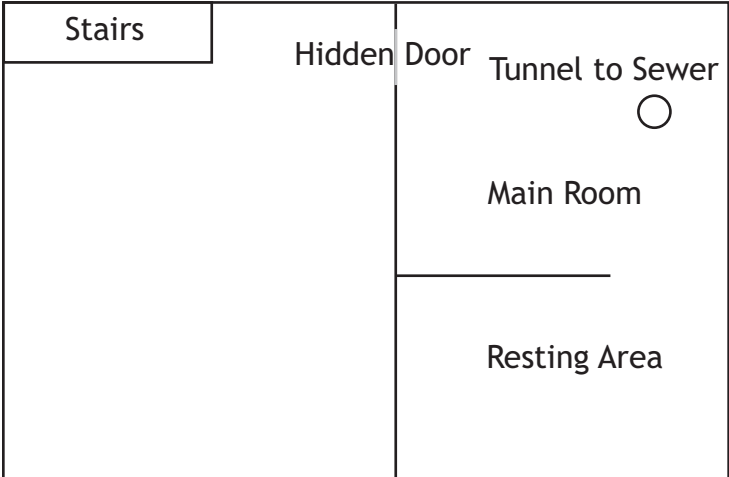 Stairs
Hidden Door
Tunnel to Sewer
Main Room
Resting Area